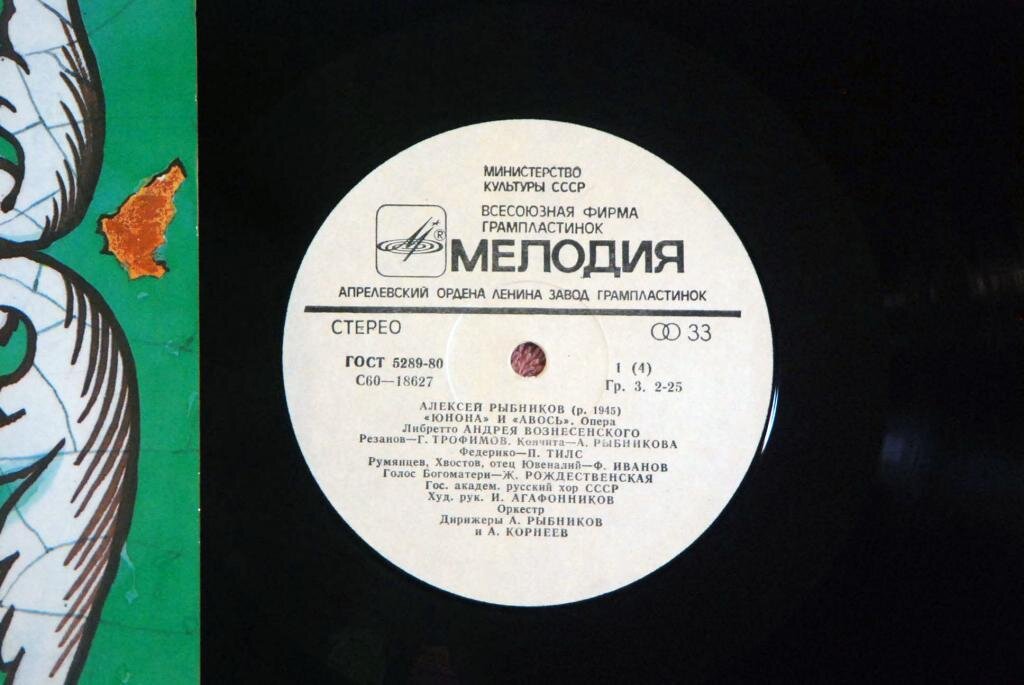 МИНИСТЕРСТВО
КУЛЬТУРЫ СССР
ВСЕСОЮЗНАЯ ФИРМА
ГРАМПЛАСТИНОК
®
МЕЛОДИЯ
АПРЕЛЕВСКИЙ ОРДЕНА ЛЕНИНА ЗАВОД ГРАМПЛАСТИНОК
СТЕРЕО 33
ГОСТ 5289-80 1 (4)
С60—18627 Гр. 3. 2-25
АЛЕКСЕЙ РЫБНИКОВ (р. 1945)
«ЮНОНА» И «АВОСЬ». Опера
Либретто АНДРЕЯ ВОЗНЕСЕНСКОГО
Резанов—Г. ТРОФИМОВ. Кончита—А. РЫБНИКОВА
Федерико—П. ТИЛС
Румянцев, Хвостов, отец Ювеналий—Ф. ИВАНОВ
Голос Богоматери—Ж. РОЖДЕСТВЕНСКАЯ
Гос. академ. русский хор СССР
Худ. рук. И. АГАФОННИКОВ
Оркестр
Дирижеры А. РЫБНИКОВ
и А. КОРНЕЕВ